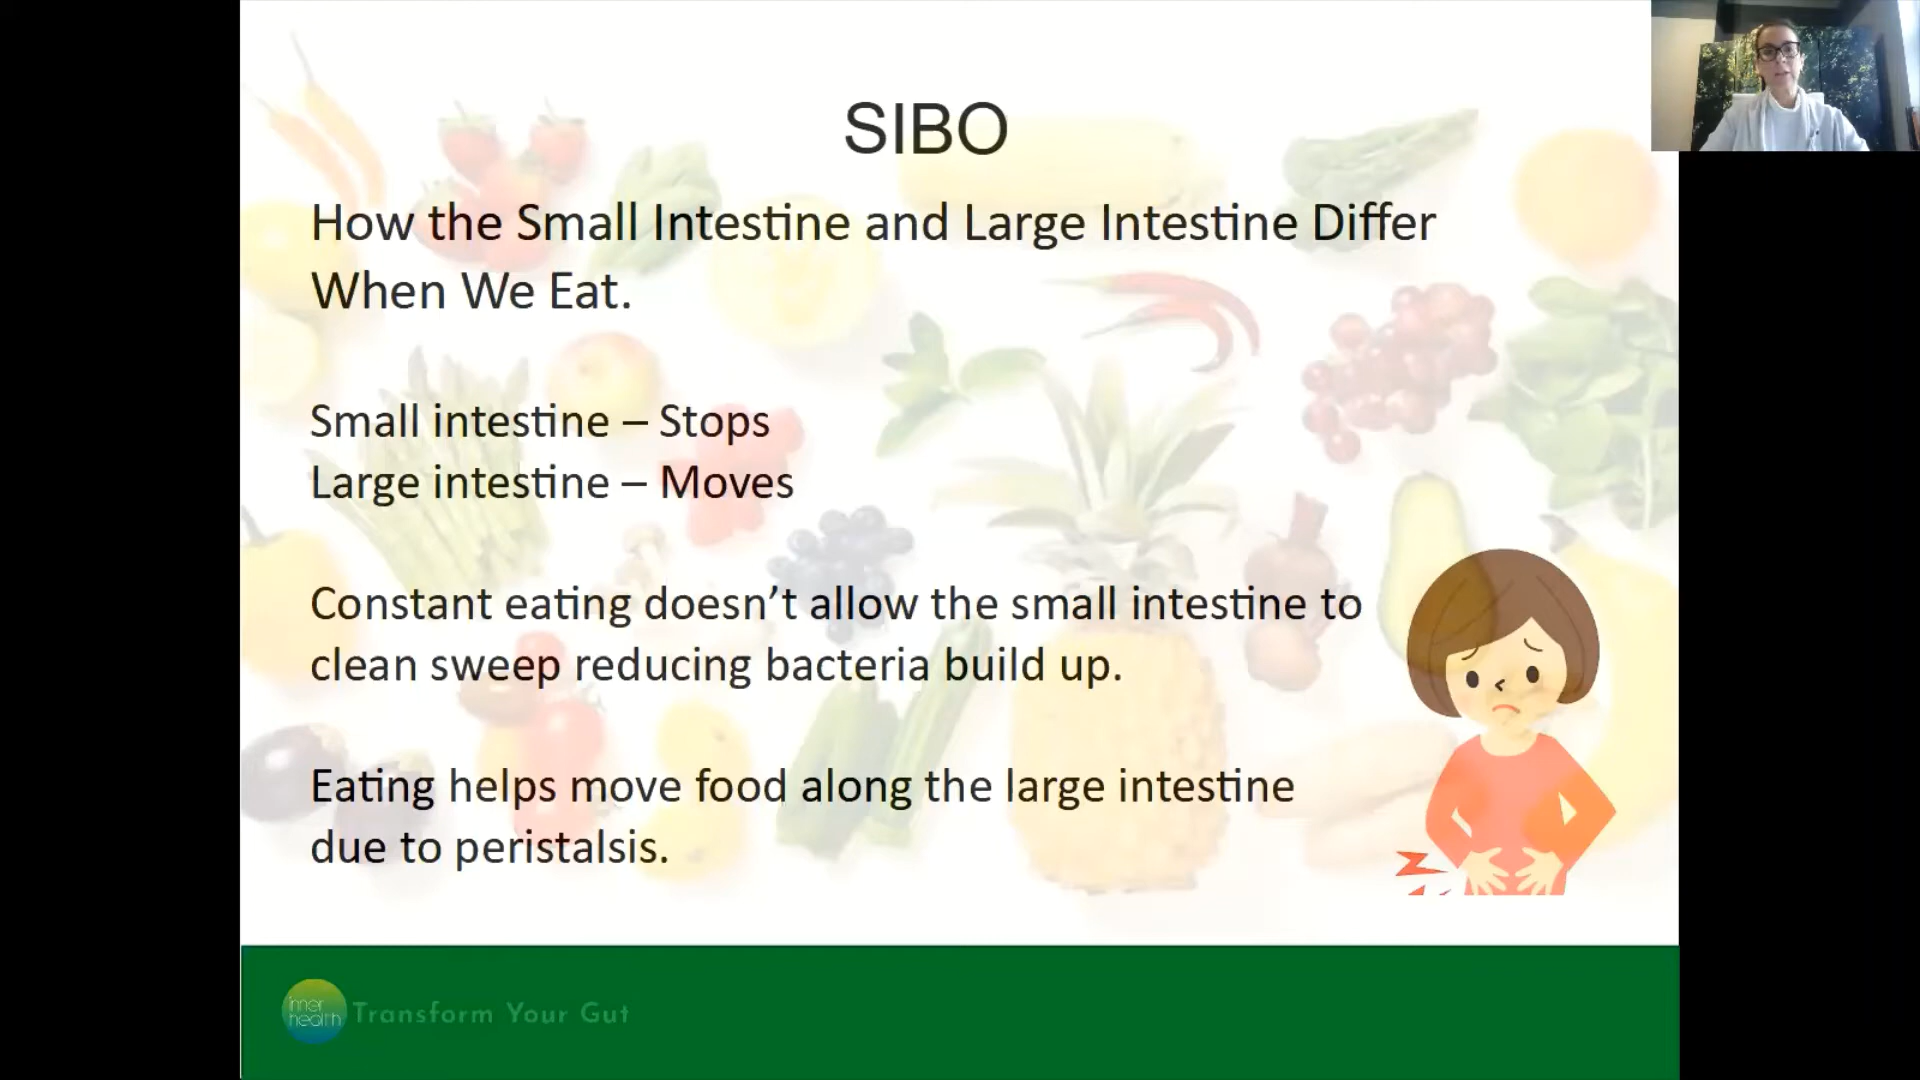 SIBO
How the Small Intestine and Large Intestine Differ
When We Eat.
Small intestine – Stops
Large intestine – Moves
Constant eating doesn’t allow the small intestine to
clean sweep reducing bacteria build up.
Eating helps move food along the large intestine
due to peristalsis.
inner
health
Transform Your Gut